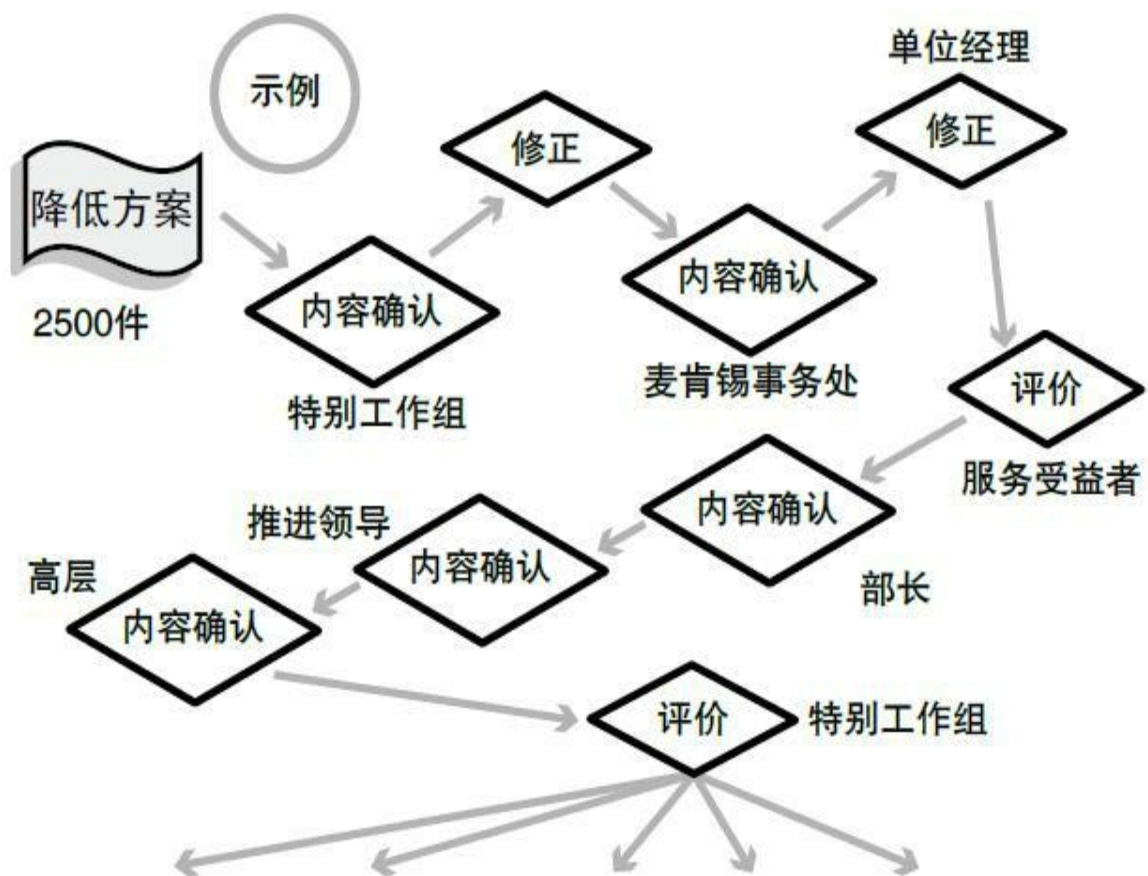 示例
单位经理
修正
修正
降低方案
2500件
内容确认
特别工作组
内容确认
麦肯锡事务处
评价
服务受益者
内容确认
部长
推进领导
内容确认
高层
内容确认
评价
特别工作组